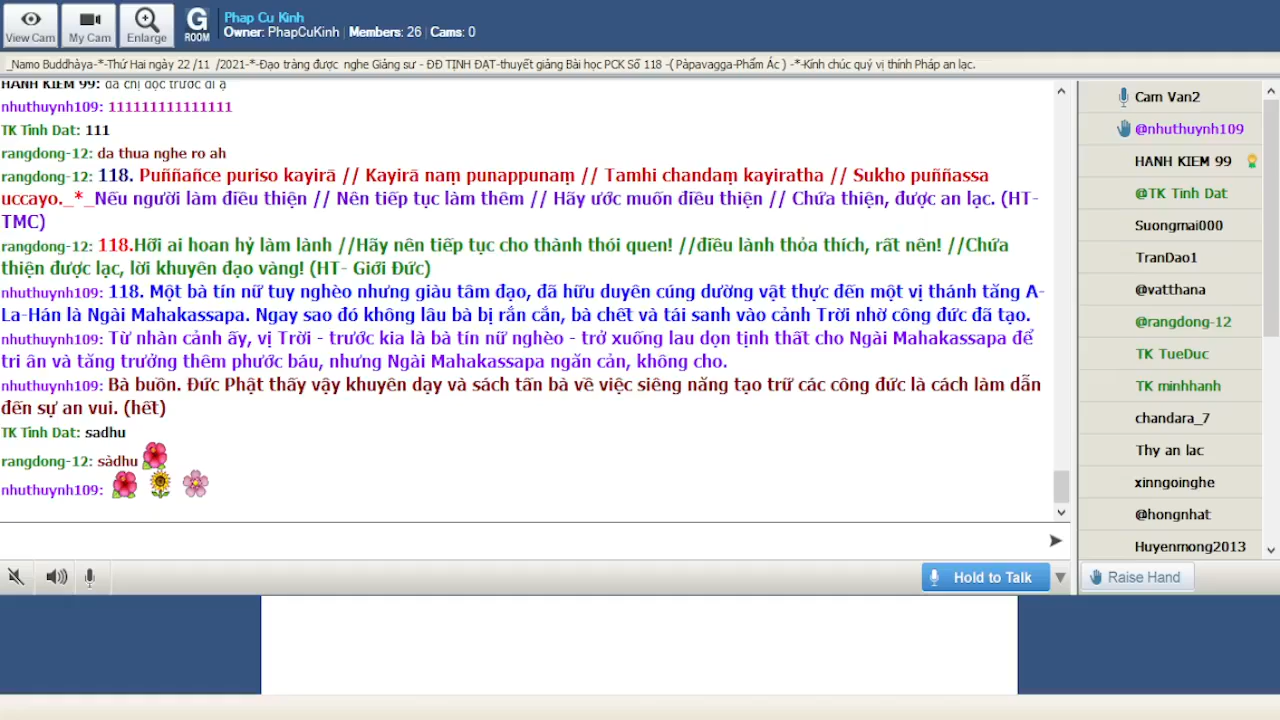 View Cam
My Cam
Enlarge
G
ROOM
Phap Cu Kinh
Owner: PhapCuKinh | Members: 26 | Cams: 0
_Namo Buddhàya-*-Thứ Hai ngày 22 /11 /2021-*-Đạo tràng được nghe Giảng sư - ĐĐ TỊNH ĐẠT-thuyết giảng Bài học PCK Số 118 -( Pàpavagga-Phẩm Ác ) -*-Kính chúc quý vị thính Pháp an lạc.
HANH KIEM 99: da chị đọc trước đi ạ
nhuthuynh109: 111111111111111
TK Tinh Dat: 111
rangdong-12: da thua nghe ro ah
rangdong-12: 118. Puññañce puriso kayirā // Kayirā naṃ punappunaṃ // Tamhi chandaṃ kayiratha // Sukho puññassa
uccayo._*_Nếu người làm điều thiện // Nên tiếp tục làm thêm // Hãy ước muốn điều thiện // Chứa thiện, được an lạc. (HT-
TMC)
rangdong-12: 118.Hỡi ai hoan hỷ làm lành //Hãy nên tiếp tục cho thành thói quen! //điều lành thỏa thích, rất nên! //Chứa
thiện được lạc, lời khuyên đạo vàng! (HT- Giới Đức)
nhuthuynh109: 118. Một bà tín nữ tuy nghèo nhưng giàu tâm đạo, đã hữu duyên cúng dường vật thực đến một vị thánh tăng A-
La-Hán là Ngài Mahakassapa. Ngay sao đó không lâu bà bị rắn cắn, bà chết và tái sanh vào cảnh Trời nhờ công đức đã tạo.
nhuthuynh109: Từ nhàn cảnh ấy, vị Trời - trước kia là bà tín nữ nghèo - trở xuống lau dọn tịnh thất cho Ngài Mahakassapa để
tri ân và tăng trưởng thêm phước báu, nhưng Ngài Mahakassapa ngăn cản, không cho.
nhuthuynh109: Bà buồn. Đức Phật thấy vậy khuyên dạy và sách tấn bà về việc siêng năng tạo trữ các công đức là cách làm dẫn
đến sự an vui. (hết)
TK Tinh Dat: sadhu
rangdong-12: sàdhu
nhuthuynh109:
Hold to Talk
Cam Van2
@nhuthuynh109
HANH KIEM 99
@TK Tinh Dat
Suongmai000
TranDao1
@vatthana
@rangdong-12
TK TueDuc
TK minhhanh
chandara_7
Thy an lac
xinngoinghe
@hongnhat
Huyenmong2013
Raise Hand